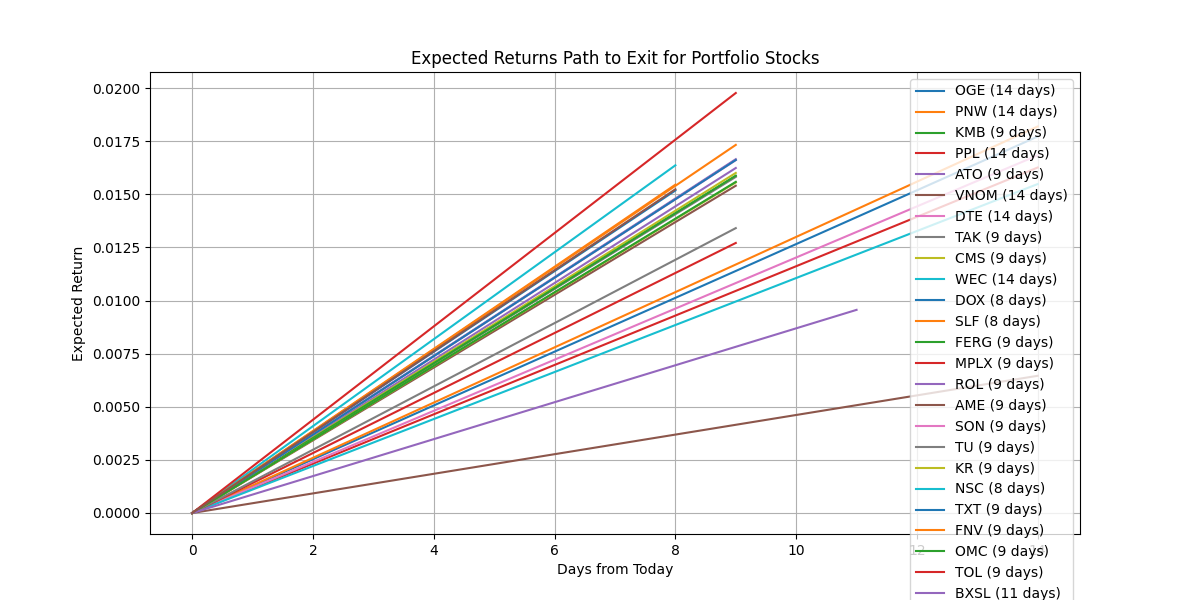 Expected Returns Path to Exit for Portfolio Stocks
Expected Return
0.0200
0.0175
0.0150
0.0125
0.0100
0.0075
0.0050
0.0025
0.0000
0 2 4 6 8 10 12
Days from Today
OGE (14 days)
PNW (14 days)
KMB (9 days)
PPL (14 days)
ATO (9 days)
VNOM (14 days)
DTE (14 days)
TAK (9 days)
CMS (9 days)
WEC (14 days)
DOX (8 days)
SLF (8 days)
FERG (9 days)
MPLX (9 days)
ROL (9 days)
AME (9 days)
SON (9 days)
TU (9 days)
KR (9 days)
NSC (8 days)
TXT (9 days)
FNV (9 days)
OMC (9 days)
TOL (9 days)
BXSL (11 days)